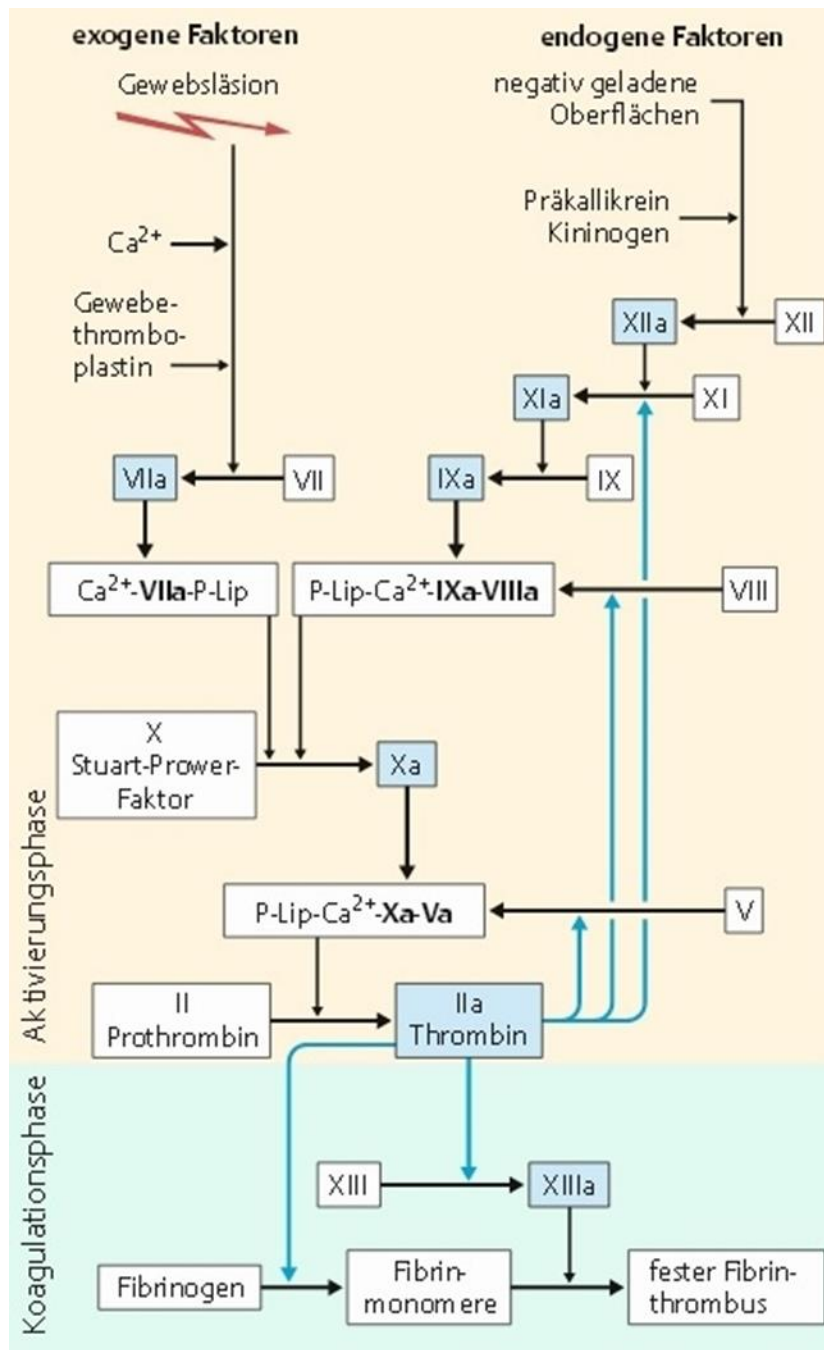 exogene Faktoren
endogene Faktoren
Gewebsläsion
negativ geladene
Oberflächen
Präkallikrein
Kininogen
Ca²⁺
Gewebe-
thrombo-
plastin
XIIa
XII
XIa
XI
VIIa
VII
IXa
IX
Ca²⁺-VIIa-P-Lip
P-Lip-Ca²⁺-IXa-VIIIa
VIII
X
Stuart-Prower-
Faktor
Xa
P-Lip-Ca²⁺-Xa-Va
V
II
Prothrombin
IIa
Thrombin
Aktivierungsphase
XIII
XIIIa
Fibrinogen
Fibrin-
monomere
fester Fibrin-
thrombus
Koagulationsphase